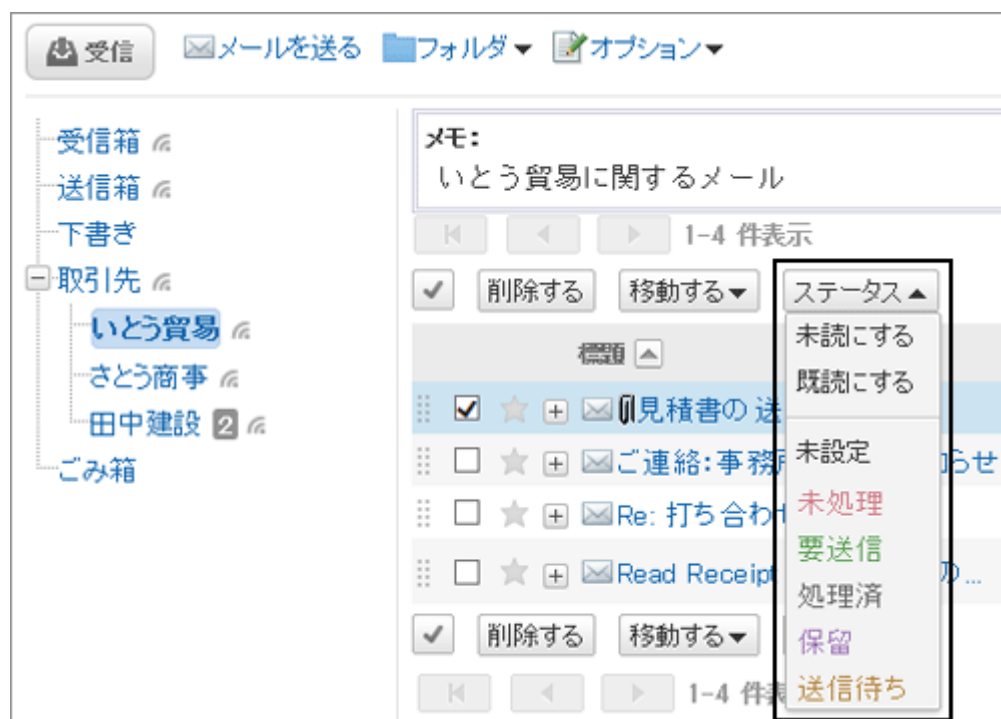 受信 メールを送る フォルダ▼ オプション▼
受信箱
送信箱
下書き
取引先
いとう貿易
さとう商事
田中建設 2
ごみ箱
メモ:
いとう貿易に関するメール
1-4 件表示
削除する 移動する▼ ステータス▲
未読にする
既読にする
未設定
未処理
要送信
処理済
保留
送信待ち
標題
見積書の 送
ご連絡:事務 らせ
Re: 打ち合わ
Read Receip の...
削除する 移動する▼
1-4 件表